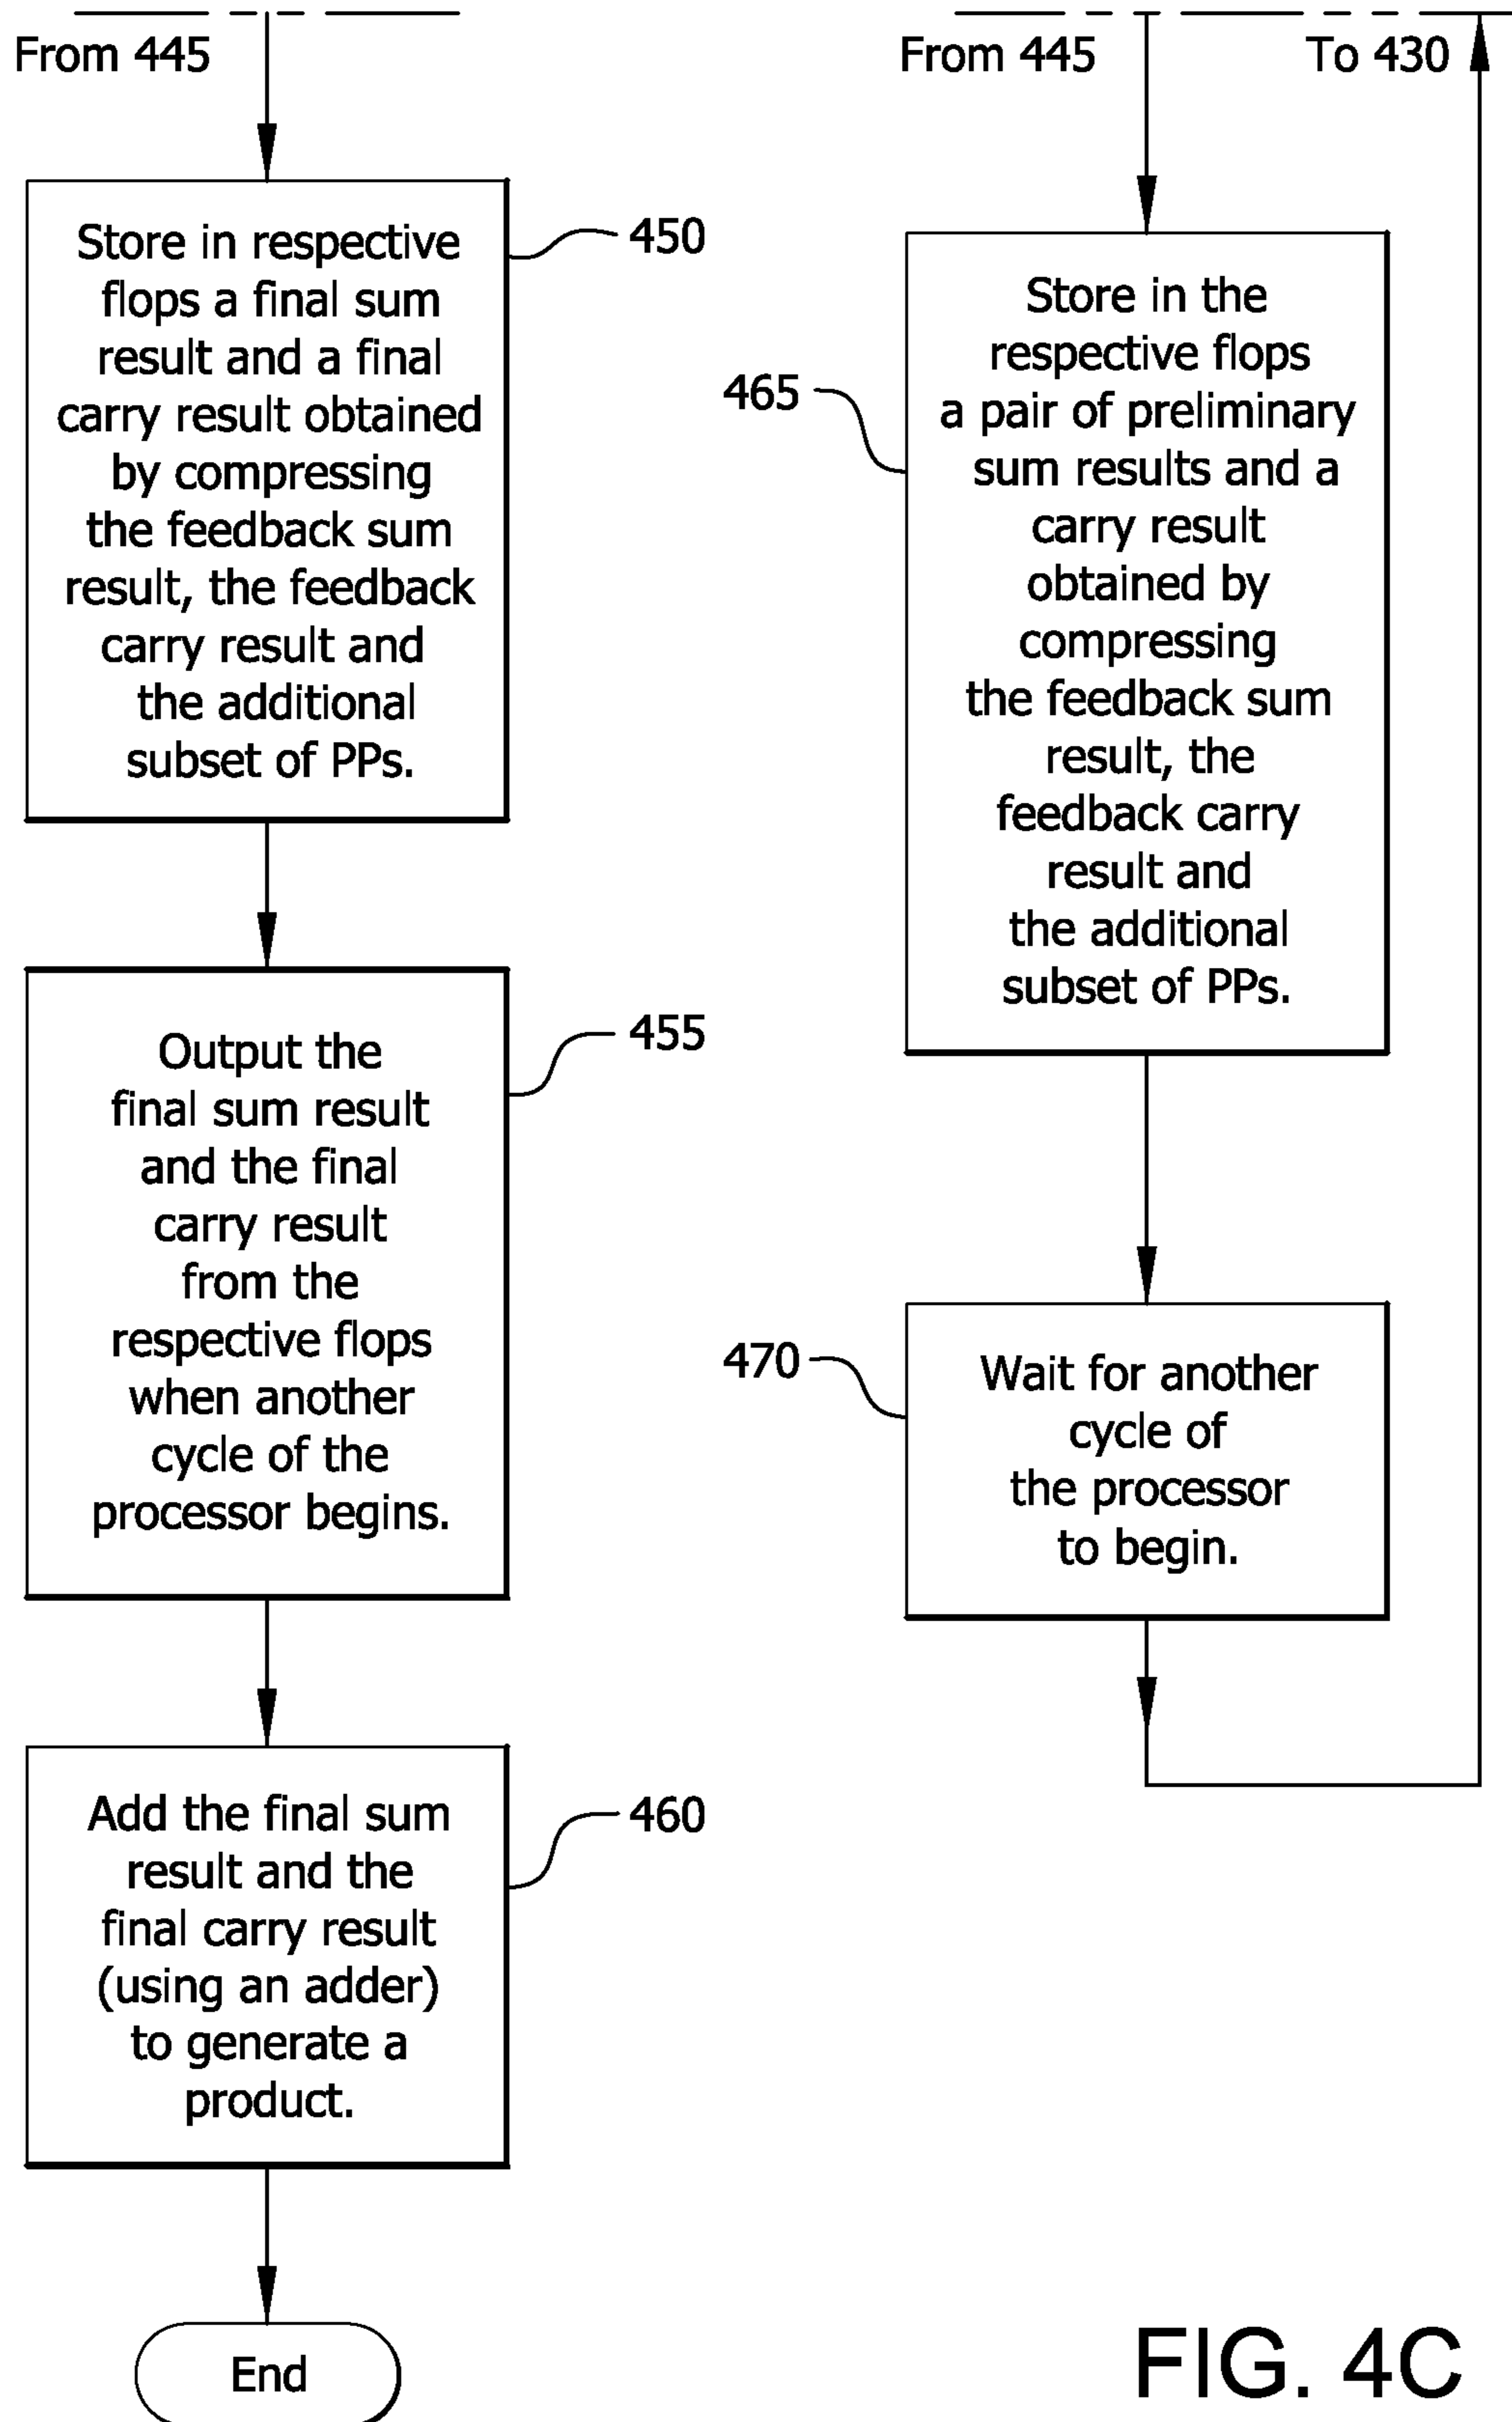 From 445
Store in respective
flops a final sum
result and a final
carry result obtained
by compressing
the feedback sum
result, the feedback
carry result and
the additional
subset of PPs.
450
Output the
final sum result
and the final
carry result
from the
respective flops
when another
cycle of the
processor begins.
455
Add the final sum
result and the
final carry result
(using an adder)
to generate a
product.
460
End
From 445
To 430
Store in the
respective flops
a pair of preliminary
sum results and a
carry result
obtained by
compressing
the feedback sum
result, the
feedback carry
result and
the additional
subset of PPs.
465
Wait for another
cycle of
the processor
to begin.
470
FIG. 4C